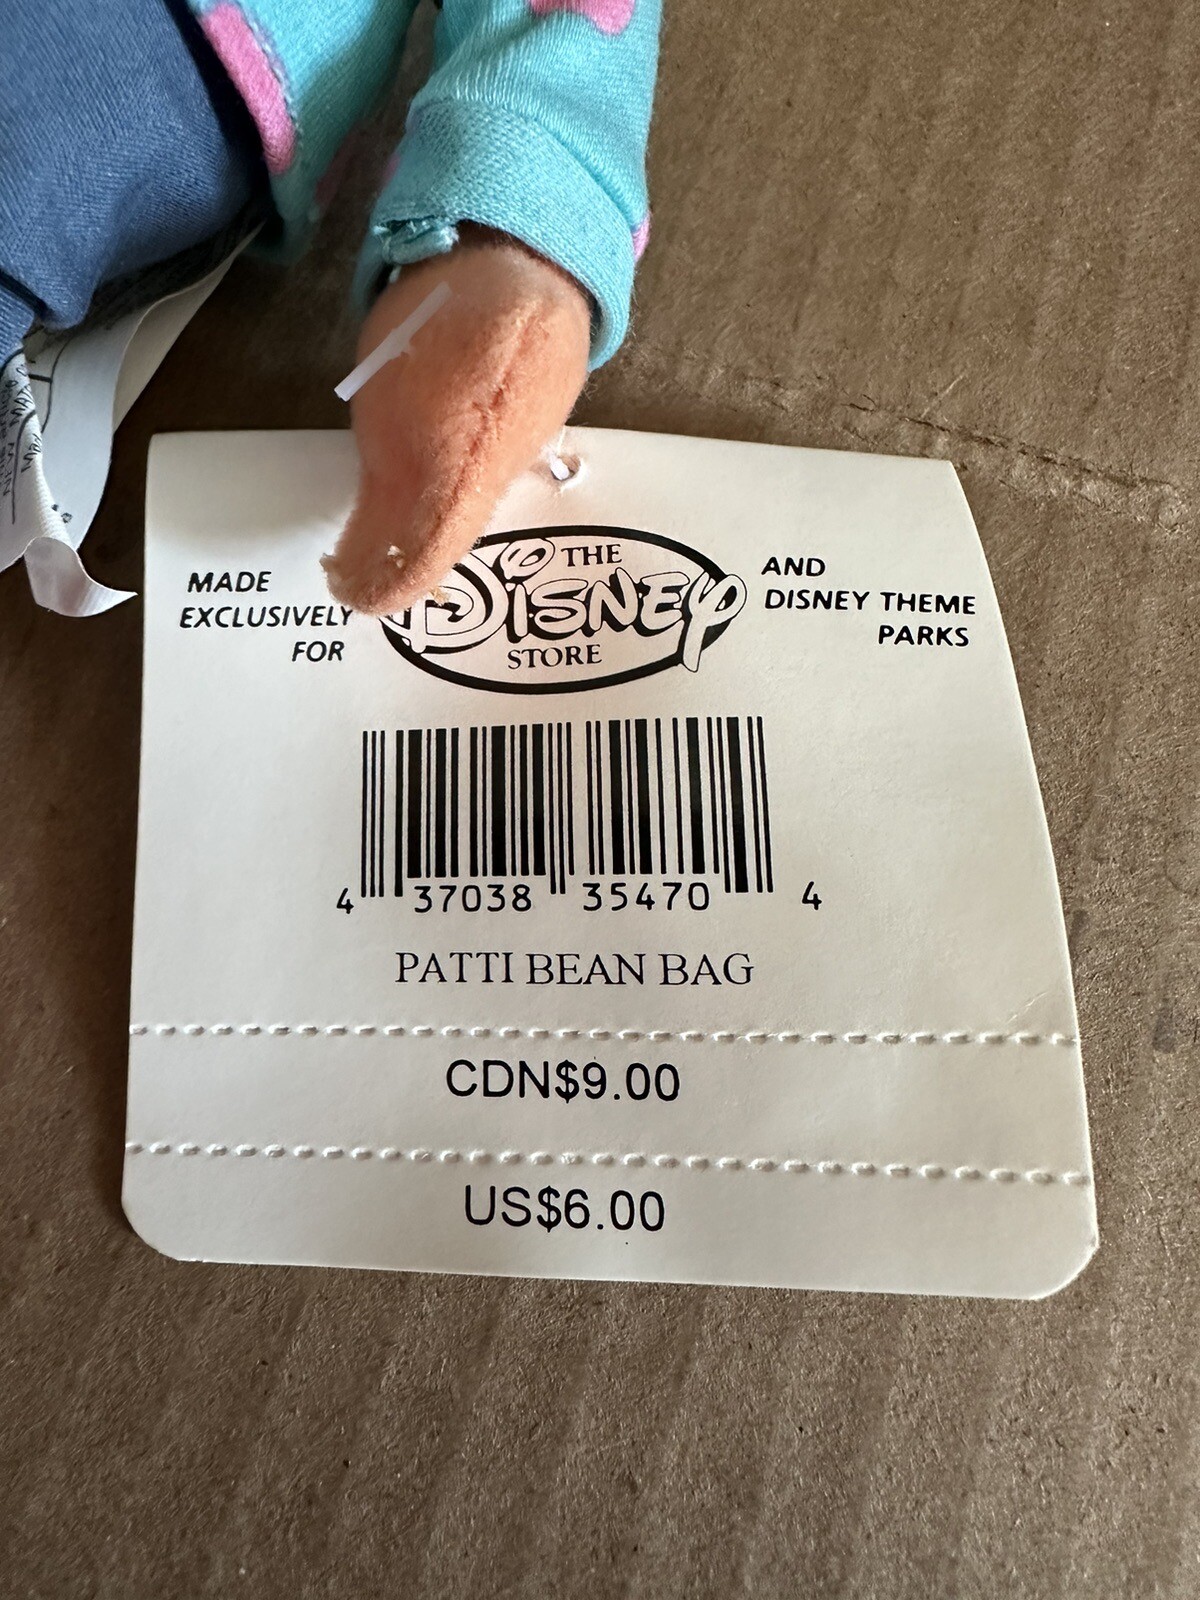 MADE
EXCLUSIVELY
FOR
THE
DISNEY
STORE
AND
DISNEY THEME
PARKS
4 37038 35470 4
PATTI BEAN BAG
CDN$9.00
US$6.00